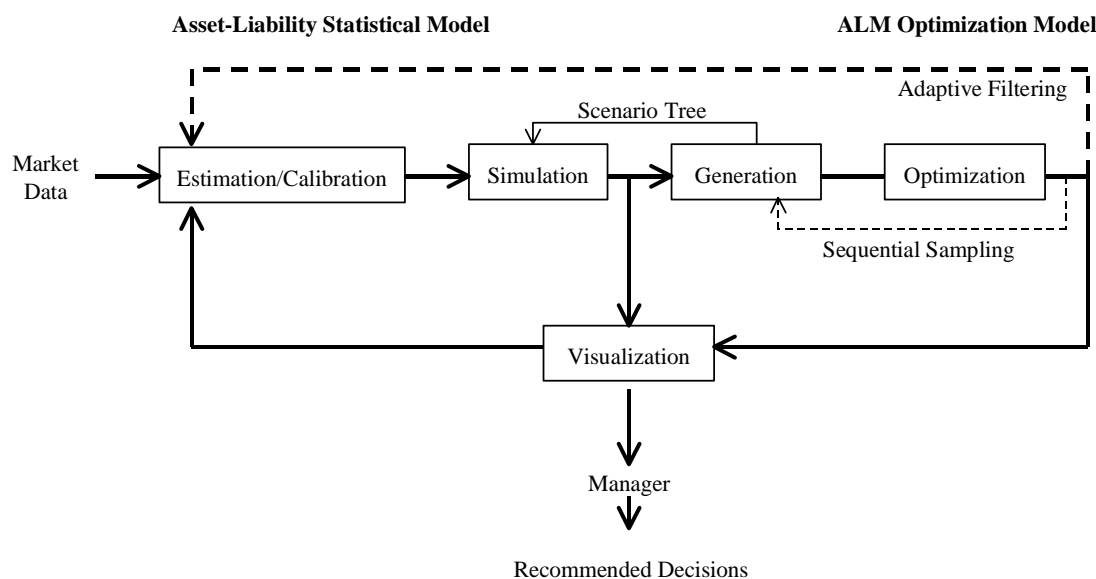 Asset-Liability Statistical Model
ALM Optimization Model
Adaptive Filtering
Scenario Tree
Market
Data
Estimation/Calibration
Simulation
Generation
Optimization
Sequential Sampling
Visualization
Manager
Recommended Decisions